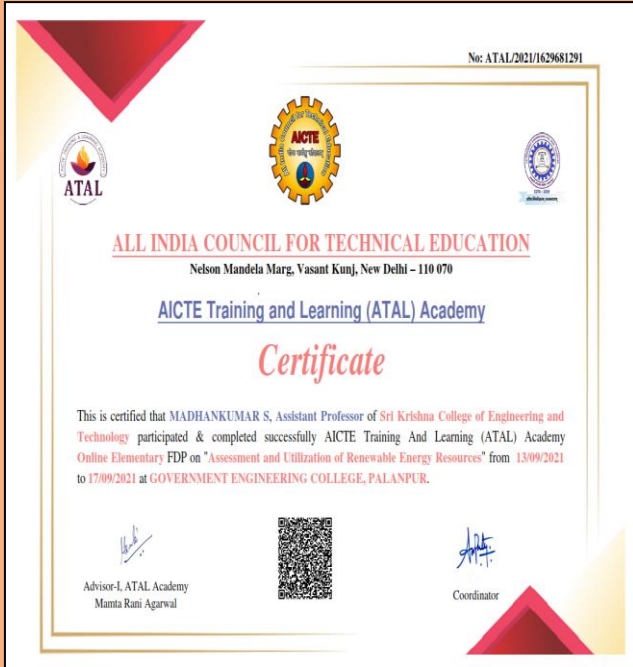 No: ATAL/2021/1629681291
ATAL
AICTE
ALL INDIA COUNCIL FOR TECHNICAL EDUCATION
Nelson Mandela Marg, Vasant Kunj, New Delhi – 110 070
AICTE Training and Learning (ATAL) Academy
Certificate
This is certified that MADHANKUMAR S, Assistant Professor of Sri Krishna College of Engineering and
Technology participated & completed successfully AICTE Training And Learning (ATAL) Academy
Online Elementary FDP on "Assessment and Utilization of Renewable Energy Resources" from 13/09/2021
to 17/09/2021 at GOVERNMENT ENGINEERING COLLEGE, PALANPUR.
Advisor-I, ATAL Academy
Mamta Rani Agarwal
Coordinator